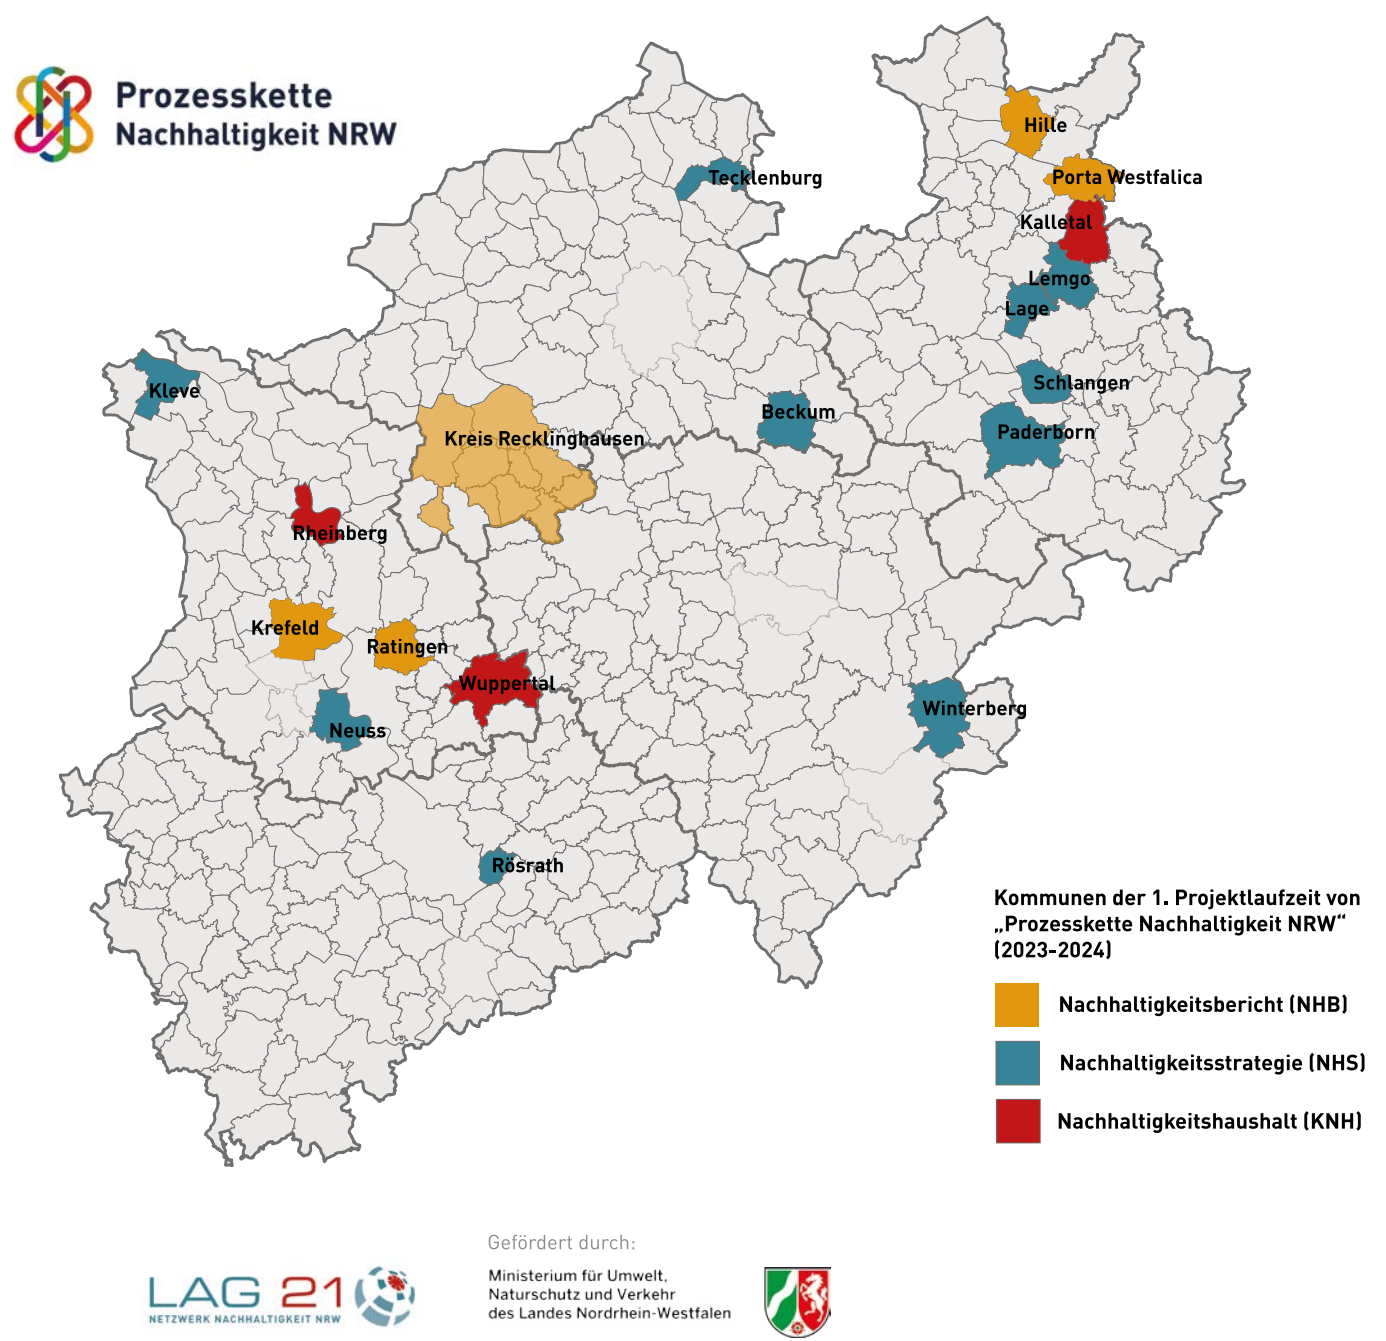 Prozesskette
Nachhaltigkeit NRW
Hille
Tecklenburg
Porta Westfalica
Kalletal
Lemgo
Lage
Kleve
Schlangen
Beckum
Paderborn
Kreis Recklinghausen
Rheinberg
Krefeld
Ratingen
Wuppertal
Winterberg
Neuss
Rösrath
Kommunen der 1. Projektlaufzeit von
„Prozesskette Nachhaltigkeit NRW“
(2023-2024)
Nachhaltigkeitsbericht (NHB)
Nachhaltigkeitsstrategie (NHS)
Nachhaltigkeitshaushalt (KNH)
Gefördert durch:
LAG 21
NETZWERK NACHHALTIGKEIT NRW
Ministerium für Umwelt,
Naturschutz und Verkehr
des Landes Nordrhein-Westfalen